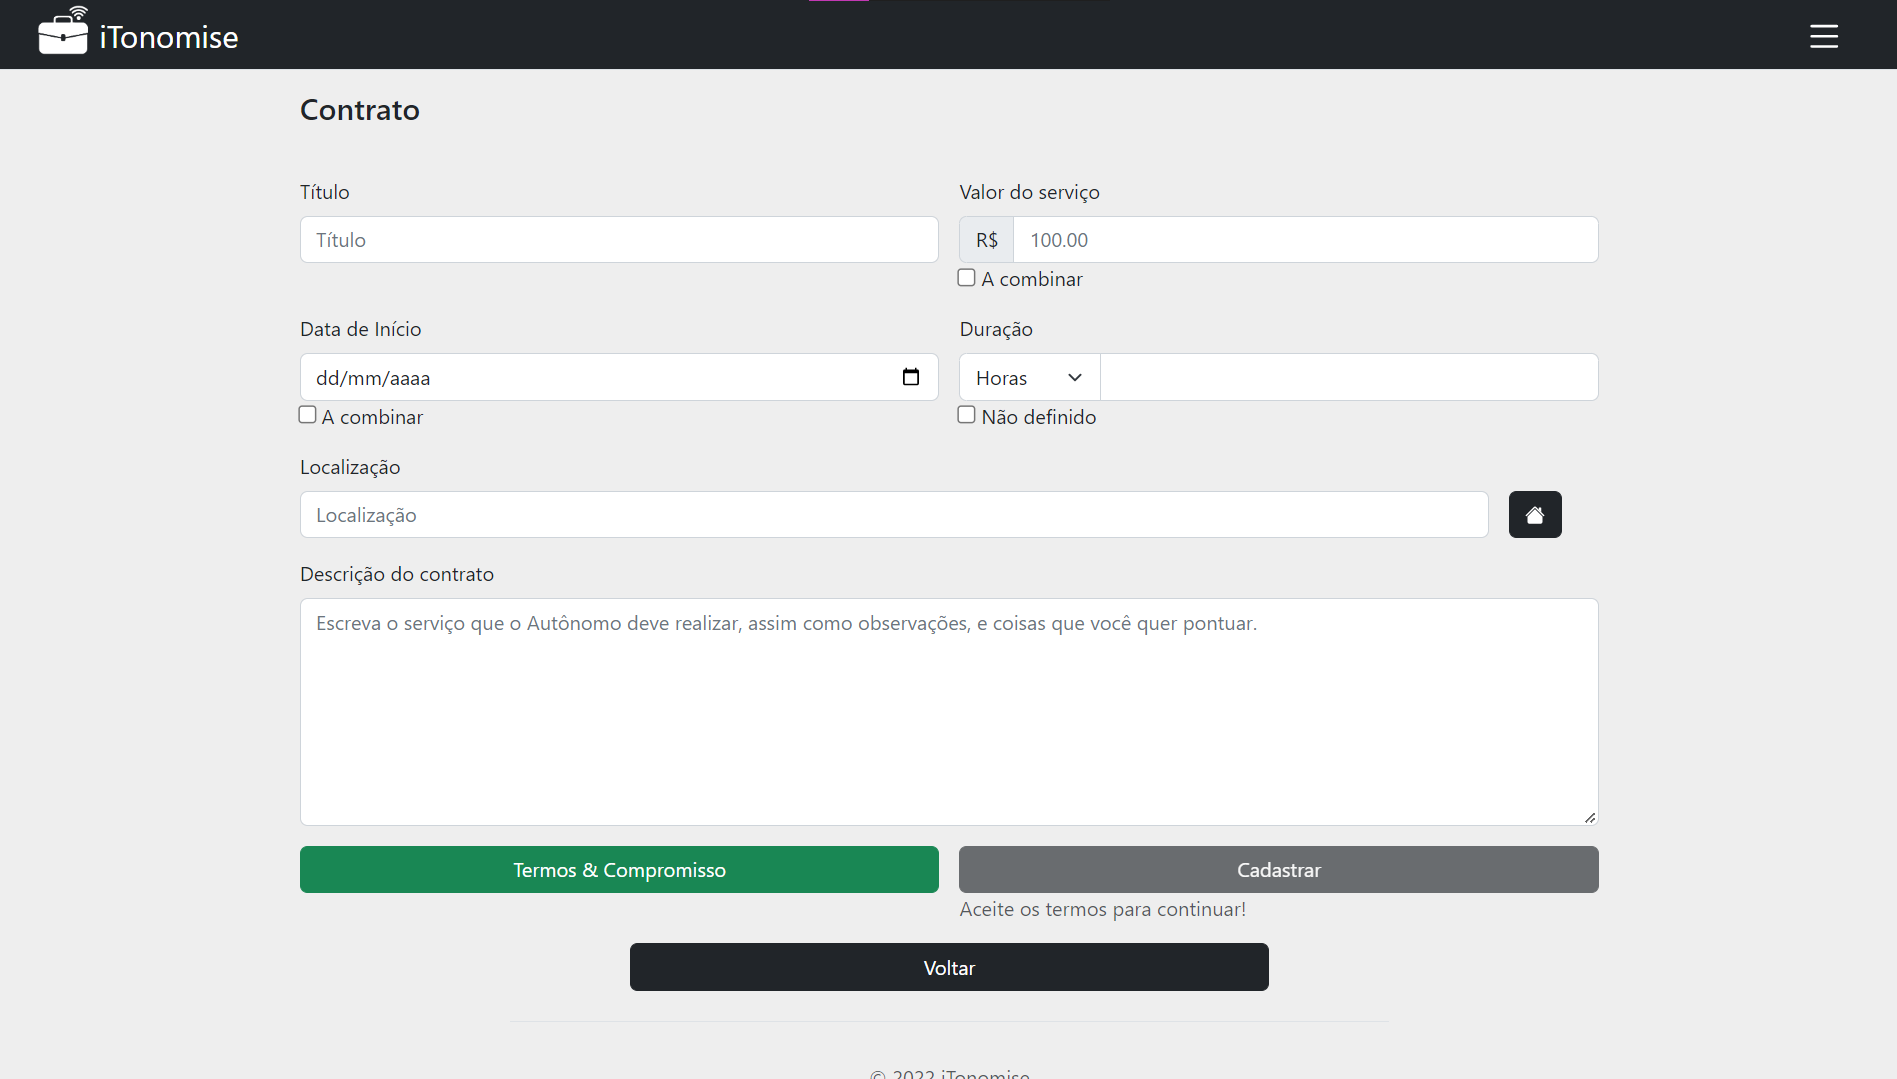 iTonomise
Contrato
Título
Valor do serviço
Título
R$ 100.00
A combinar
Data de Início
Duração
dd/mm/aaaa
Horas
A combinar
Não definido
Localização
Localização
Descrição do contrato
Escreva o serviço que o Autônomo deve realizar, assim como observações, e coisas que você quer pontuar.
Termos & Compromisso
Cadastrar
Aceite os termos para continuar!
Voltar
© 2022 iTonomise